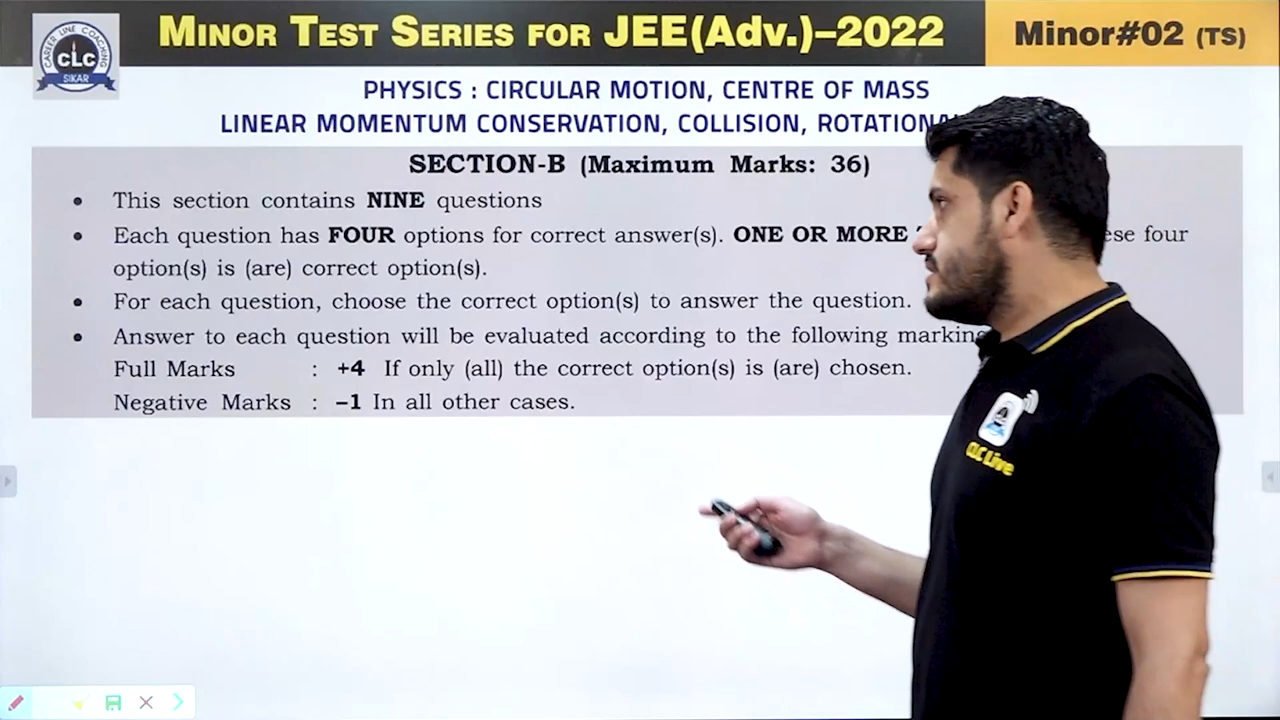 MINOR TEST SERIES FOR JEE(Adv.)–2022
Minor#02 (TS)
CAREER LINE COACHING
CLC
SIKAR
PHYSICS : CIRCULAR MOTION, CENTRE OF MASS
LINEAR MOMENTUM CONSERVATION, COLLISION,
SECTION-B (Maximum Marks: 36)
• This section contains NINE questions
• Each question has FOUR options for correct answer(s). ONE OR MORE four
option(s) is (are) correct option(s).
• For each question, choose the correct option(s) to answer the question.
• Answer to each question will be evaluated according to the following
Full Marks : +4 If only (all) the correct option(s) is (are) chosen.
Negative Marks : –1 In all other cases.
CLC Live